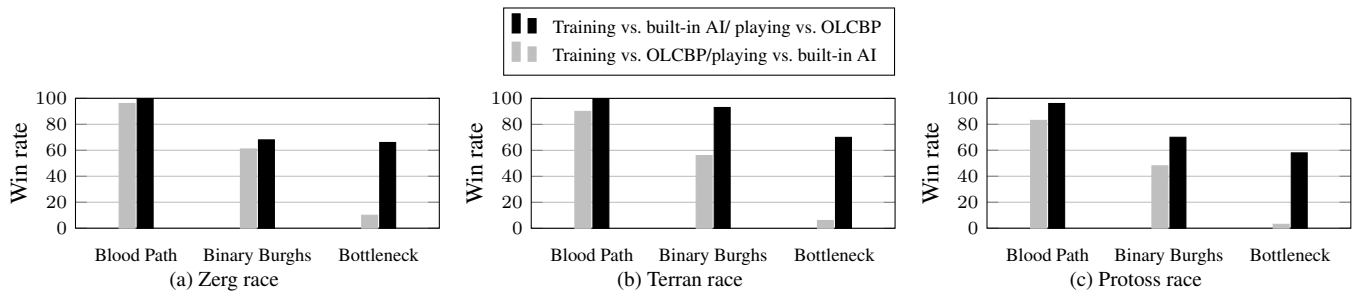 Training vs. built-in AI/ playing vs. OLCBP
Training vs. OLCBP/playing vs. built-in AI
Win rate
100
80
60
40
20
0
Blood Path Binary Burghs Bottleneck
(a) Zerg race
Win rate
100
80
60
40
20
0
Blood Path Binary Burghs Bottleneck
(b) Terran race
Win rate
100
80
60
40
20
0
Blood Path Binary Burghs Bottleneck
(c) Protoss race